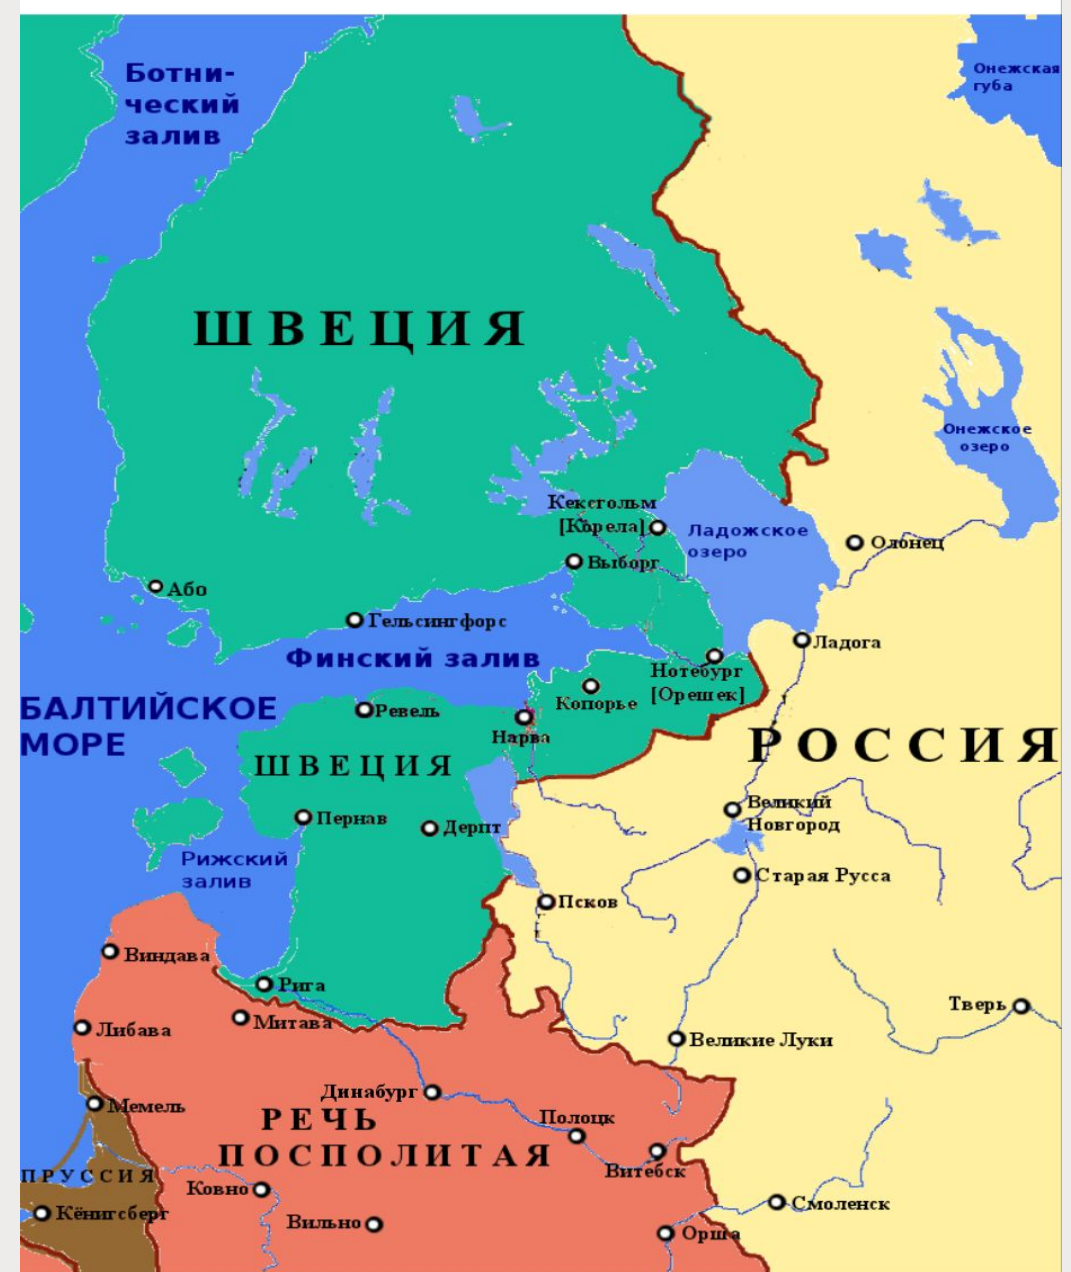 Ботни-
ческий
залив
Онежская
губа
ШВЕЦИЯ
Онежское
озеро
Кексгольм
[Корела]
Ладожское
озеро
Олонец
Выборг
Або
Гельсингфорс
Ладога
Финский залив
Нотебург
[Орешек]
Копорье
БАЛТИЙСКОЕ
МОРЕ
Ревель
Нарва
РОССИЯ
ШВЕЦИЯ
Великий
Новгород
Пернав
Дерпт
Рижский
залив
Старая Русса
Псков
Виндава
Рига
Тверь
Митава
Либава
Великие Луки
Динабург
Мемель
РЕЧЬ
ПОСПОЛИТАЯ
Полоцк
Витебск
ПРУССИЯ
Ковно
Смоленск
Кёнигсберг
Вильно
Орша